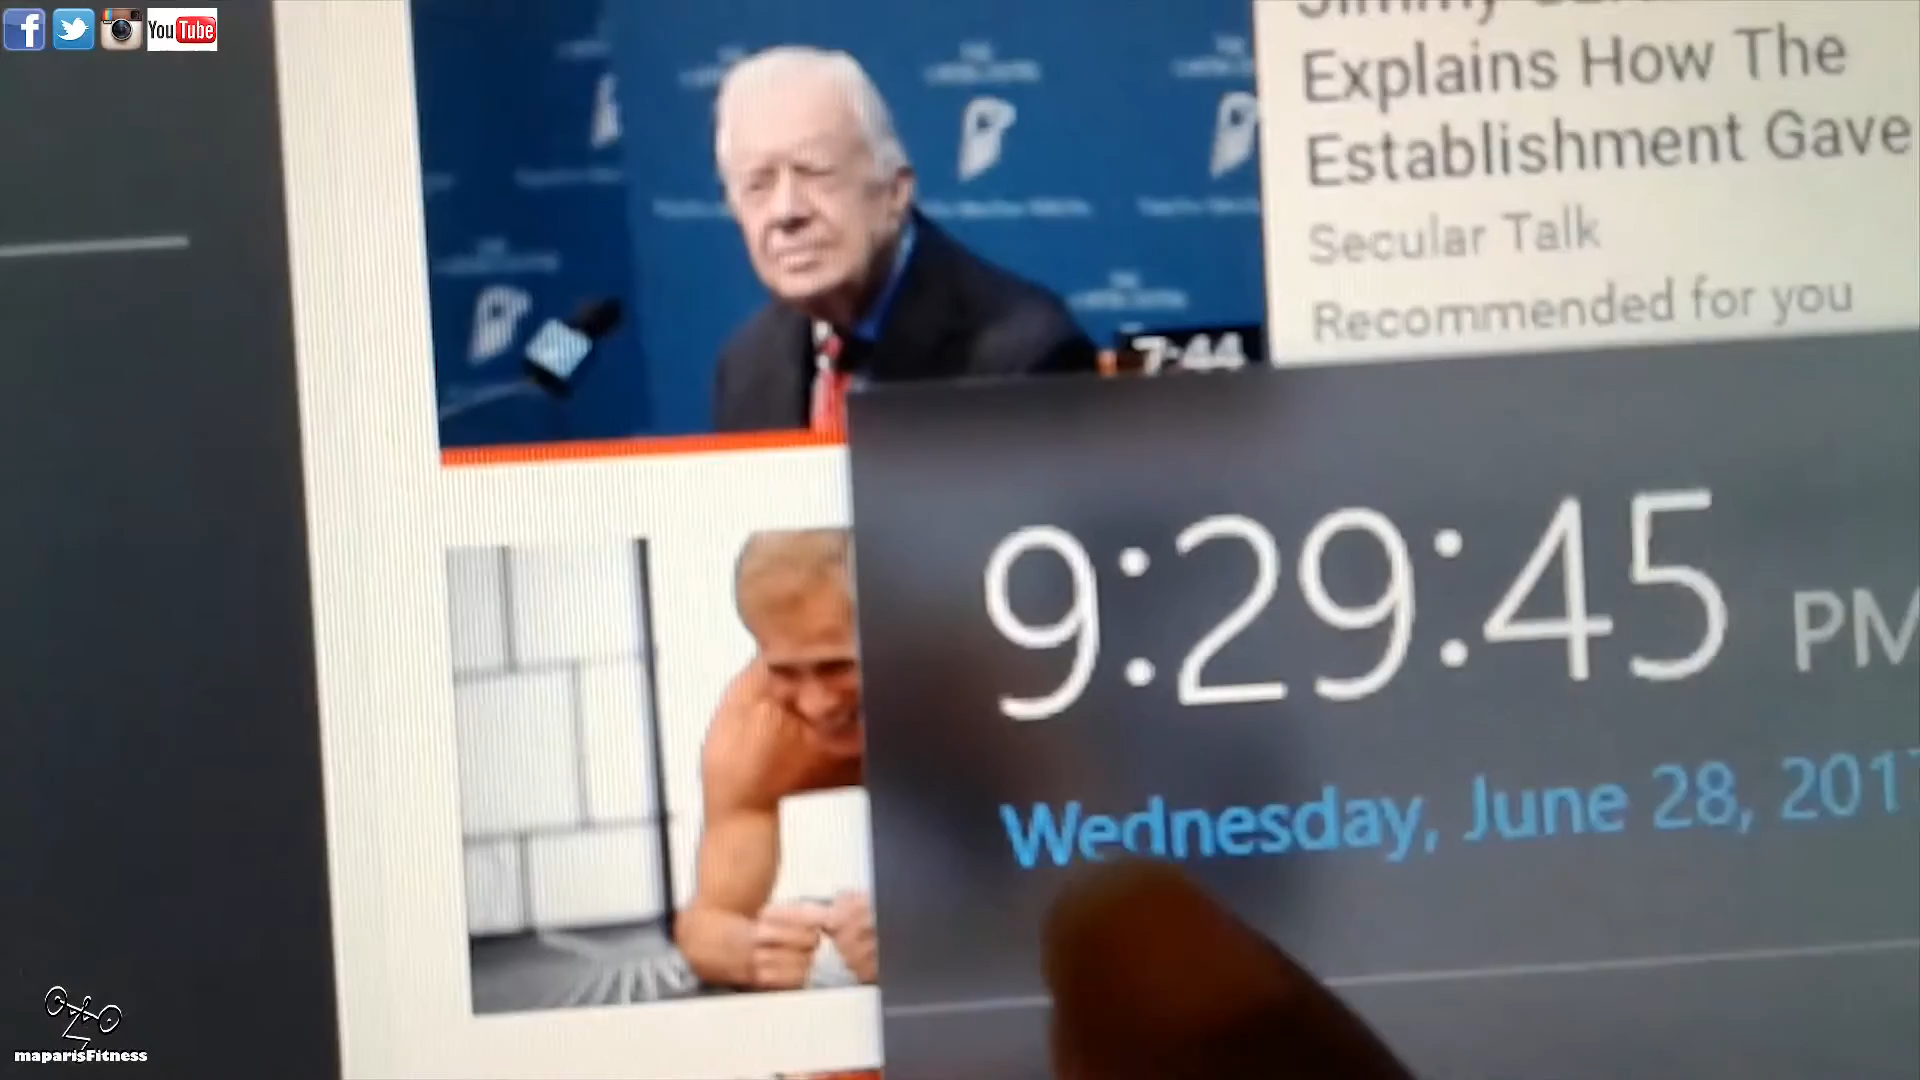 You Tube
Explains How The
Establishment Gave
Secular Talk
Recommended for you
7:44
9:29:45 PM
Wednesday, June 28, 2017
maparisFitness